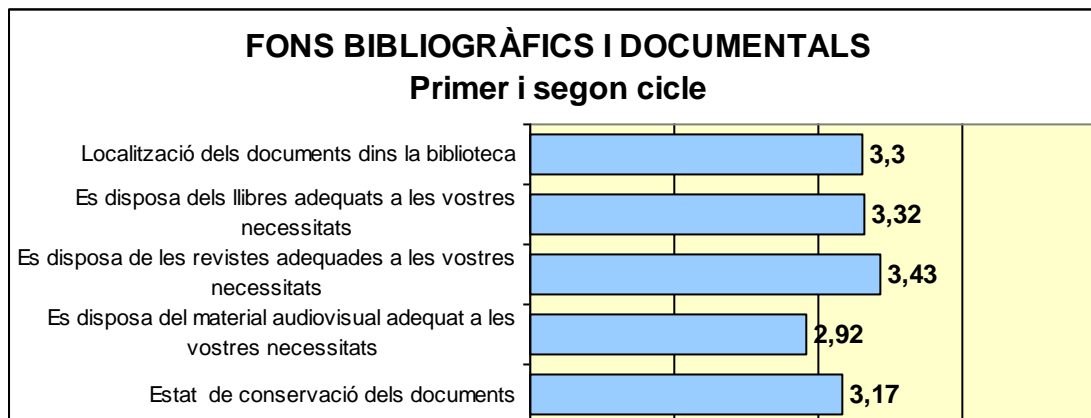 FONS BIBLIOGRÀFICS I DOCUMENTALS
Primer i segon cicle
Localització dels documents dins la biblioteca
3,3
Es disposa dels llibres adequats a les vostres
necessitats
3,32
Es disposa de les revistes adequades a les vostres
necessitats
3,43
Es disposa del material audiovisual adequat a les
vostres necessitats
2,92
Estat de conservació dels documents
3,17